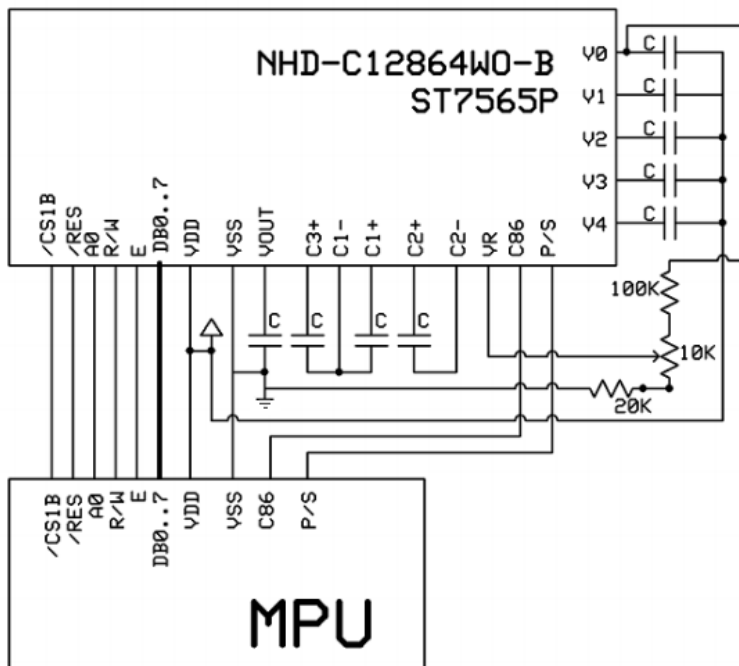 NHD-C12864WO-B
ST7565P
V0
V1
V2
V3
V4
C
C
C
C
C
/CS1B
/RES
A0
R/W
E
DB0..7
VDD
VSS
VOUT
C3+
C1-
C1+
C2+
C2-
VR
C86
P/S
C
C
C
C
100K
10K
20K
/CS1B
/RES
A0
R/W
E
DB0..7
VDD
VSS
C86
P/S
MPU